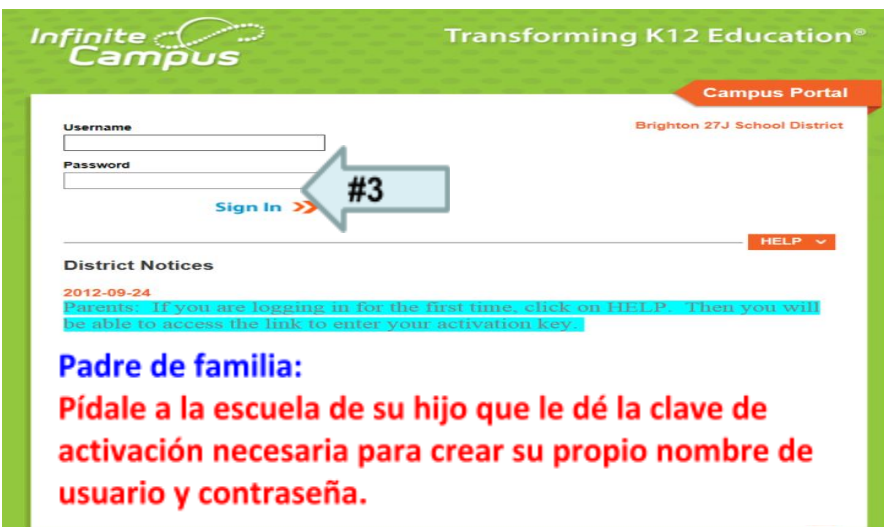 Infinite
Campus
Transforming K12 Education®
Campus Portal
Username
Brighton 27J School District
Password
#3
Sign In
HELP
District Notices
2012-09-24
Parents: If you are logging in for the first time, click on HELP. Then you will
be able to access the link to enter your activation key.
Padre de familia:
Pídale a la escuela de su hijo que le dé la clave de
activación necesaria para crear su propio nombre de
usuario y contraseña.